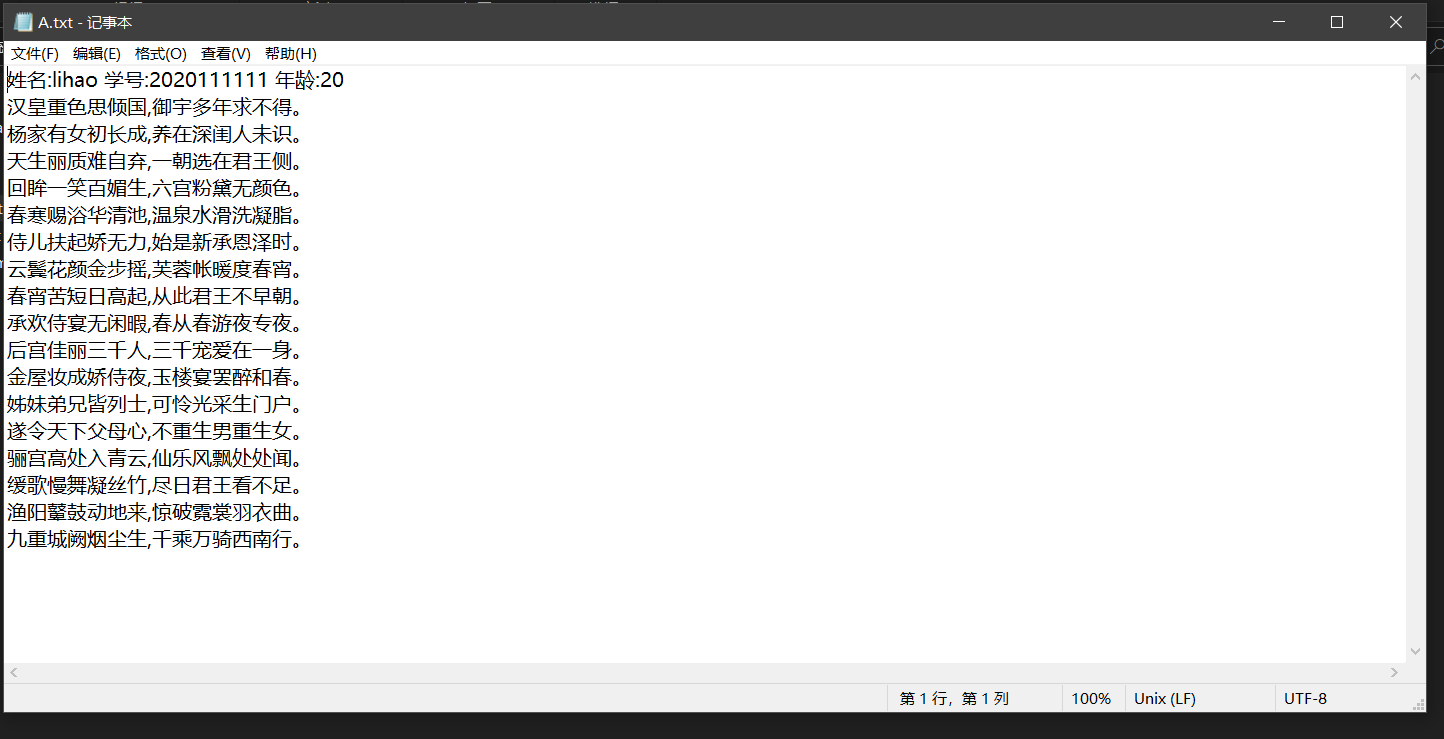 A.txt - 记事本
文件(F) 编辑(E) 格式(O) 查看(V) 帮助(H)
姓名:lihao 学号:2020111111 年龄:20
汉皇重色思倾国,御宇多年求不得。
杨家有女初长成,养在深闺人未识。
天生丽质难自弃,一朝选在君王侧。
回眸一笑百媚生,六宫粉黛无颜色。
春寒赐浴华清池,温泉水滑洗凝脂。
侍儿扶起娇无力,始是新承恩泽时。
云鬓花颜金步摇,芙蓉帐暖度春宵。
春宵苦短日高起,从此君王不早朝。
承欢侍宴无闲暇,春从春游夜专夜。
后宫佳丽三千人,三千宠爱在一身。
金屋妆成娇侍夜,玉楼宴罢醉和春。
姊妹弟兄皆列士,可怜光采生门户。
遂令天下父母心,不重生男重生女。
骊宫高处入青云,仙乐风飘处处闻。
缓歌慢舞凝丝竹,尽日君王看不足。
渔阳鼙鼓动地来,惊破霓裳羽衣曲。
九重城阙烟尘生,千乘万骑西南行。
第 1 行，第 1 列 100% Unix (LF) UTF-8